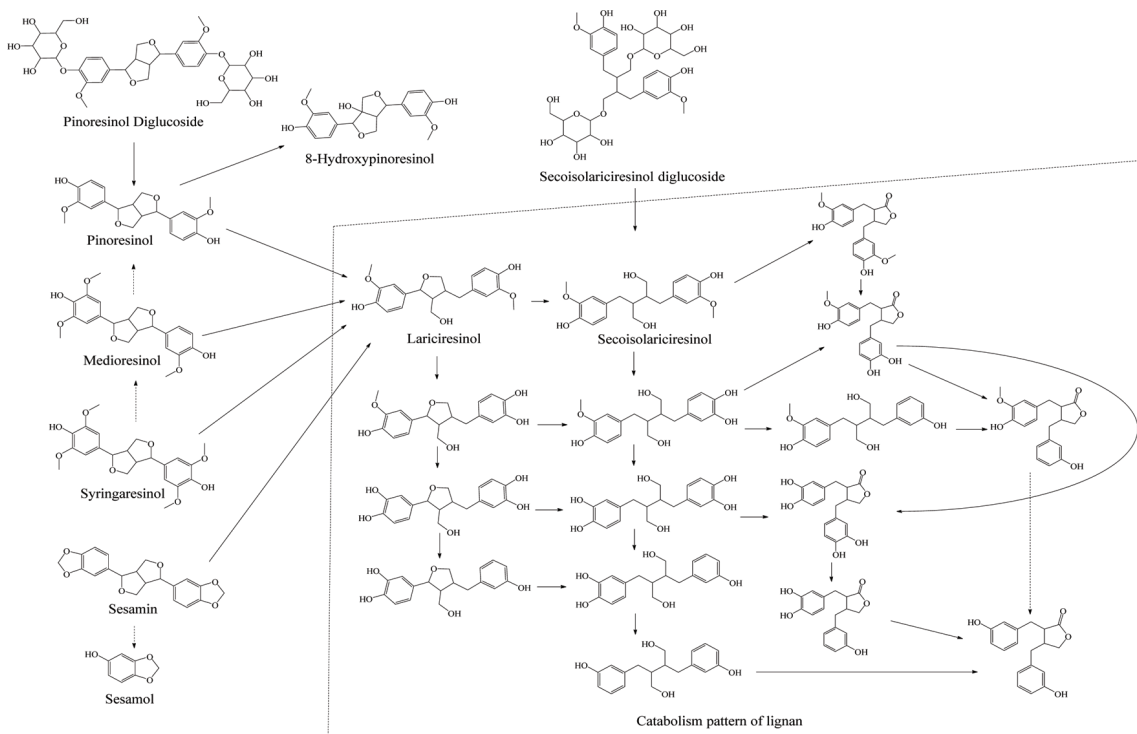 Pinoresinol Diglucoside
8-Hydroxypinoresinol
Secoisolariciresinol diglucoside
Pinoresinol
Lariciresinol
Secoisolariciresinol
Medioresinol
Syringaresinol
Sesamin
Sesamol
Catabolism pattern of lignan